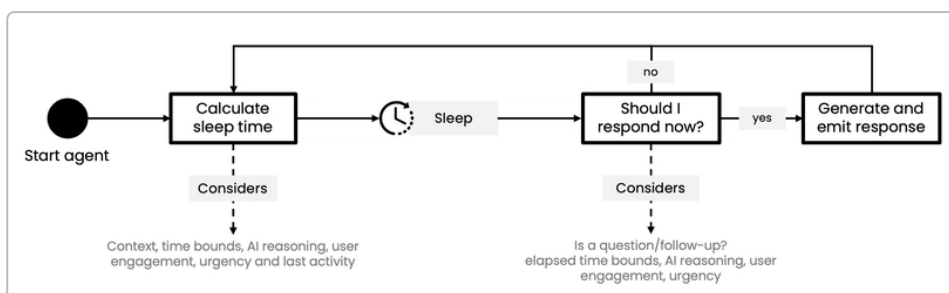 no
Calculate
sleep time
Sleep
Should I
respond now?
yes
Generate and
emit response
Start agent
Considers
Considers
Context, time bounds, AI reasoning, user
engagement, urgency and last activity
Is a question/follow-up?
elapsed time bounds, AI reasoning, user
engagement, urgency